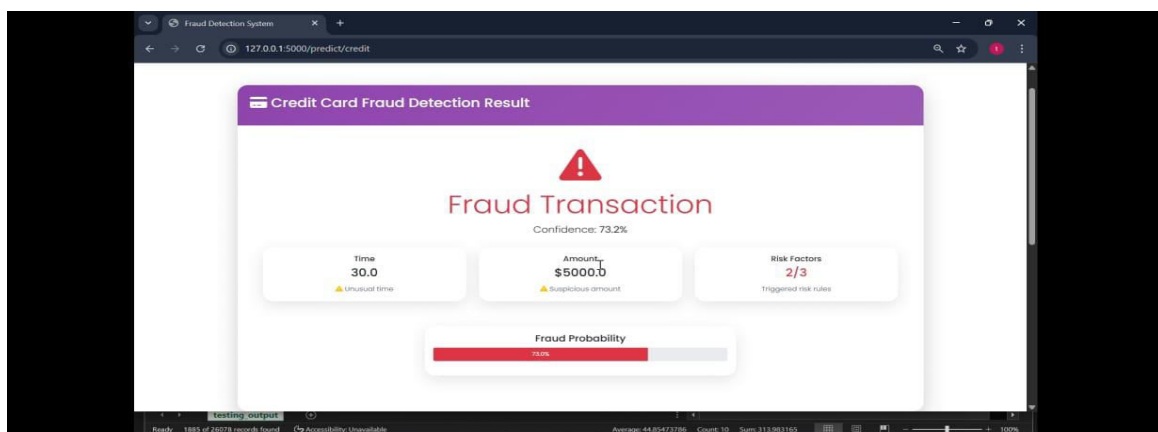 Fraud Detection System
127.0.0.1:5000/predict/credit
Credit Card Fraud Detection Result
Fraud Transaction
Confidence: 73.2%
Time
30.0
Unusual time
Amount
$5000.0
Suspicious amount
Risk Factors
2/3
Triggered risk rules
Fraud Probability
73.0%
testing_output
Ready 1885 of 26078 records found Accessibility: Unavailable Average: 44.85473786 Count: 10 Sum: 313.983165 100%